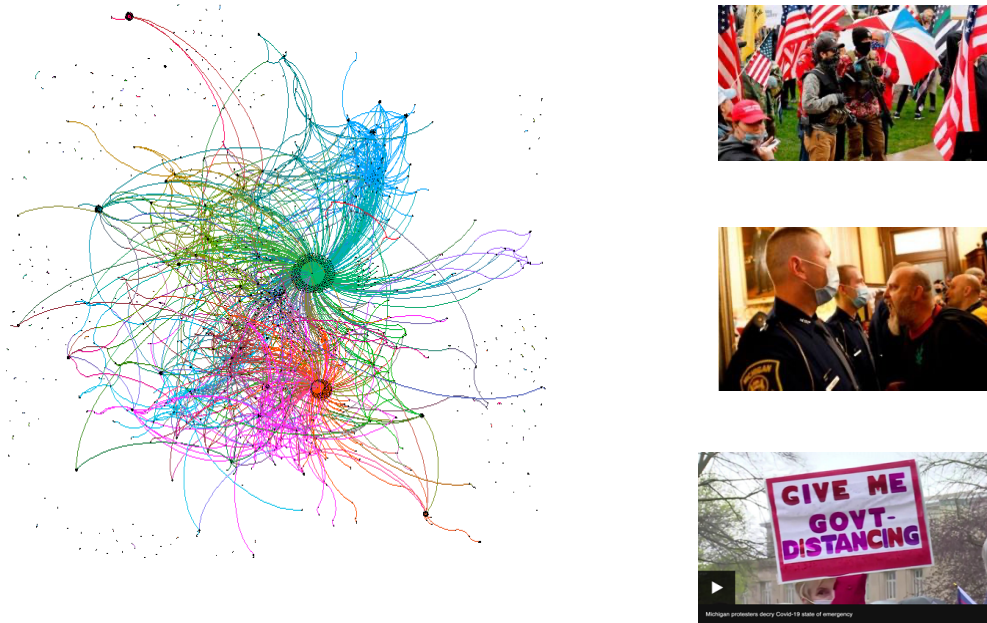 GIVE ME
GOVT-
DISTANCING
Michigan protesters decry Covid-19 state of emergency